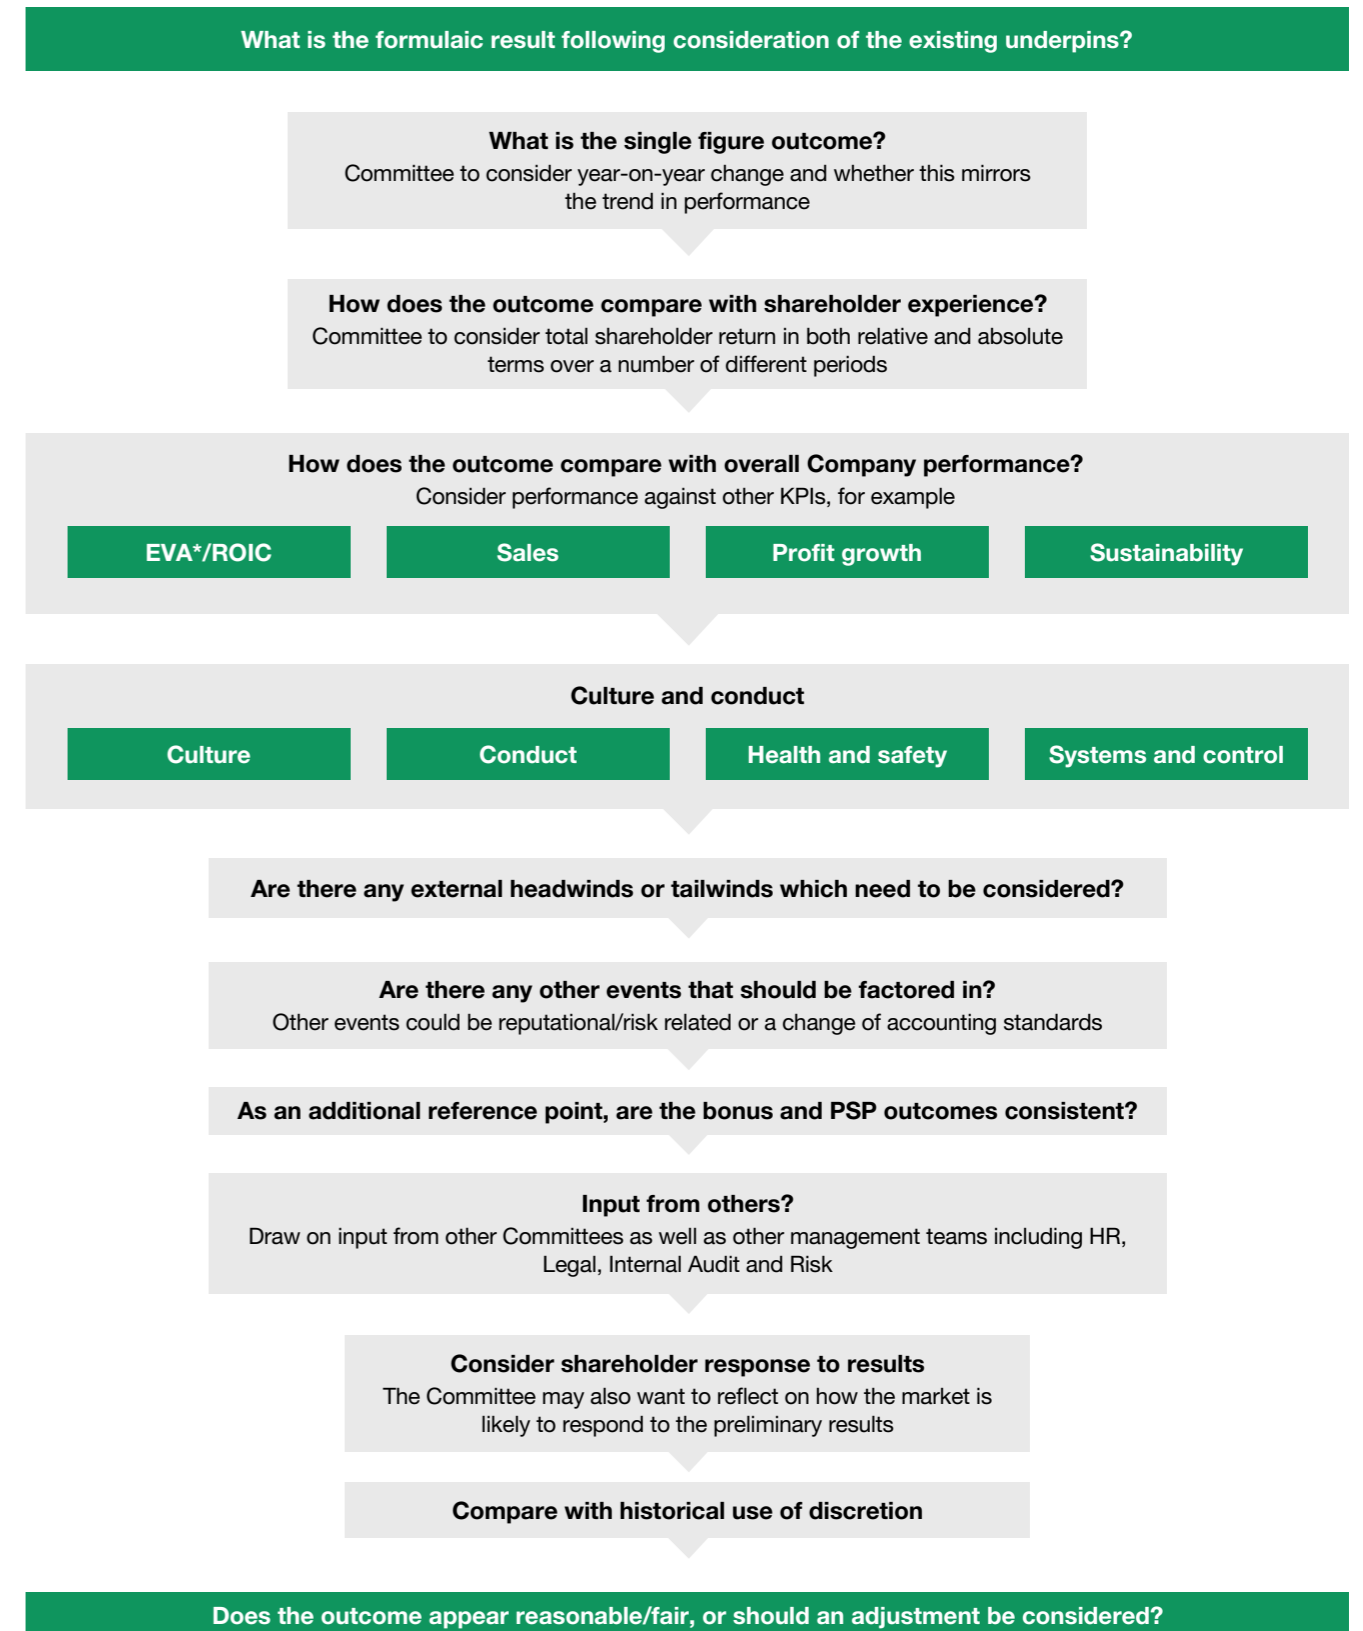 What is the formulaic result following consideration of the existing underpins?
What is the single figure outcome?
Committee to consider year-on-year change and whether this mirrors
the trend in performance
How does the outcome compare with shareholder experience?
Committee to consider total shareholder return in both relative and absolute
terms over a number of different periods
How does the outcome compare with overall Company performance?
Consider performance against other KPIs, for example
EVA*/ROIC
Sales
Profit growth
Sustainability
Culture and conduct
Culture
Conduct
Health and safety
Systems and control
Are there any external headwinds or tailwinds which need to be considered?
Are there any other events that should be factored in?
Other events could be reputational/risk related or a change of accounting standards
As an additional reference point, are the bonus and PSP outcomes consistent?
Input from others?
Draw on input from other Committees as well as other management teams including HR,
Legal, Internal Audit and Risk
Consider shareholder response to results
The Committee may also want to reflect on how the market is
likely to respond to the preliminary results
Compare with historical use of discretion
Does the outcome appear reasonable/fair, or should an adjustment be considered?